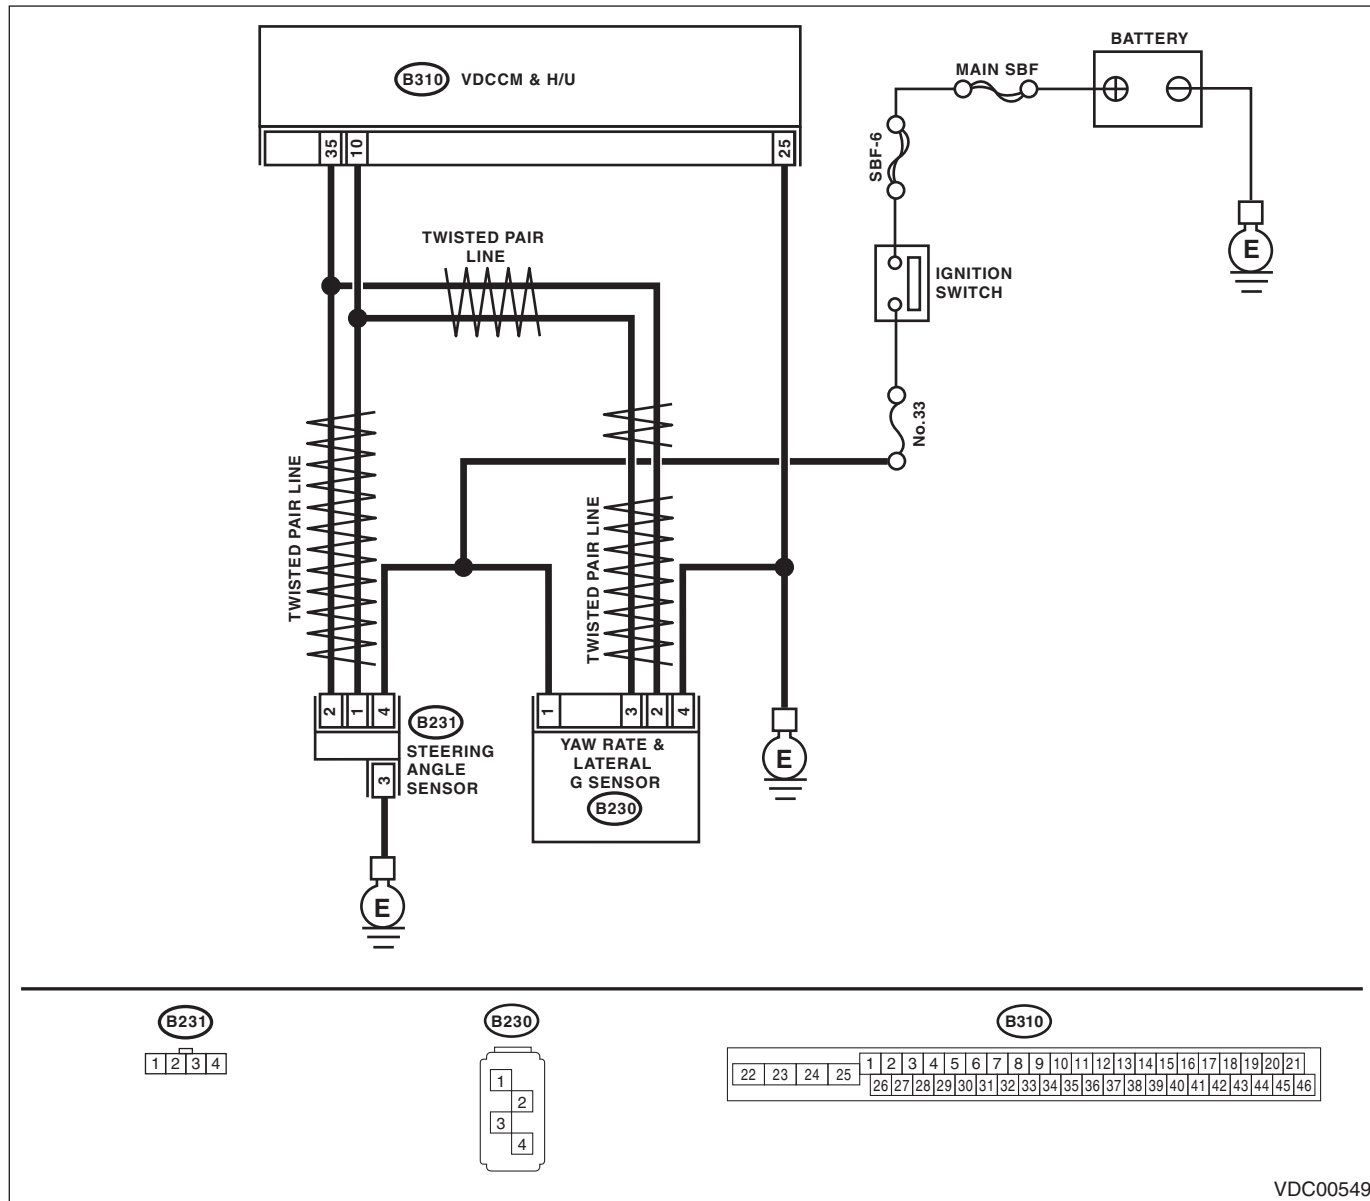 B310 VDCCM & H/U
35 10 25
BATTERY
MAIN SBF
SBF-6
IGNITION
SWITCH
No.33
E
TWISTED PAIR
LINE
TWISTED PAIR LINE
TWISTED PAIR LINE
2 1 4
B231
STEERING
ANGLE
SENSOR
3
E
1 3 2 4
YAW RATE &
LATERAL
G SENSOR
B230
E
B231
1 2 3 4
B230
1
2
3
4
B310
22 23 24 25
1 2 3 4 5 6 7 8 9 10 11 12 13 14 15 16 17 18 19 20 21
26 27 28 29 30 31 32 33 34 35 36 37 38 39 40 41 42 43 44 45 46
VDC00549